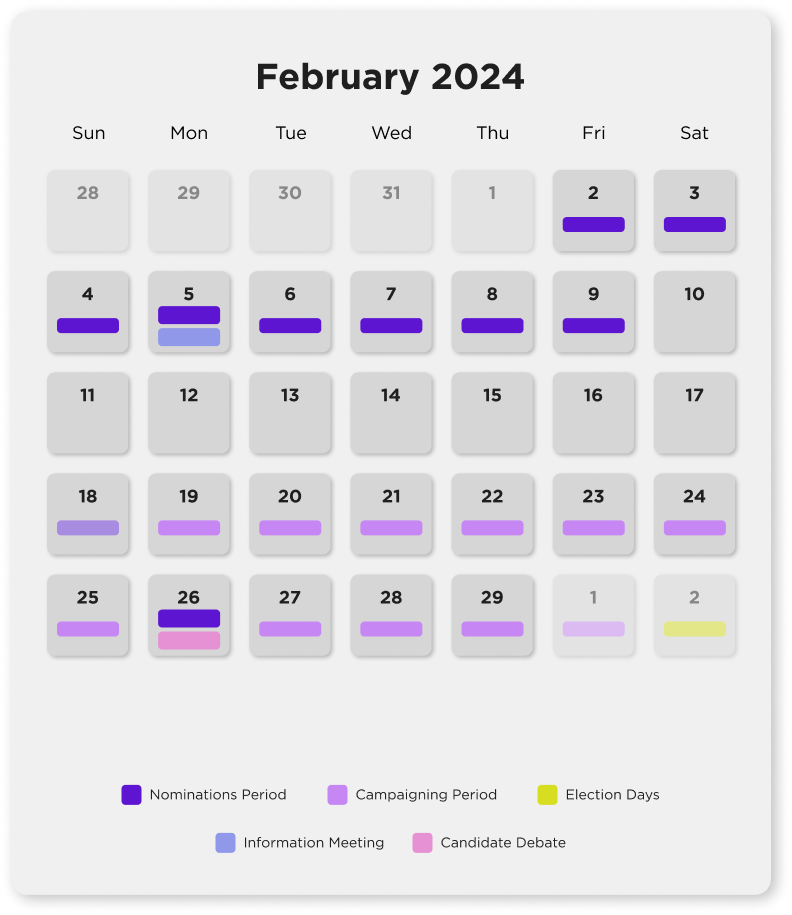 February 2024
Sun Mon Tue Wed Thu Fri Sat
28 29 30 31 1 2 3
4 5 6 7 8 9 10
11 12 13 14 15 16 17
18 19 20 21 22 23 24
25 26 27 28 29 1 2
Nominations Period Campaigning Period Election Days
Information Meeting Candidate Debate